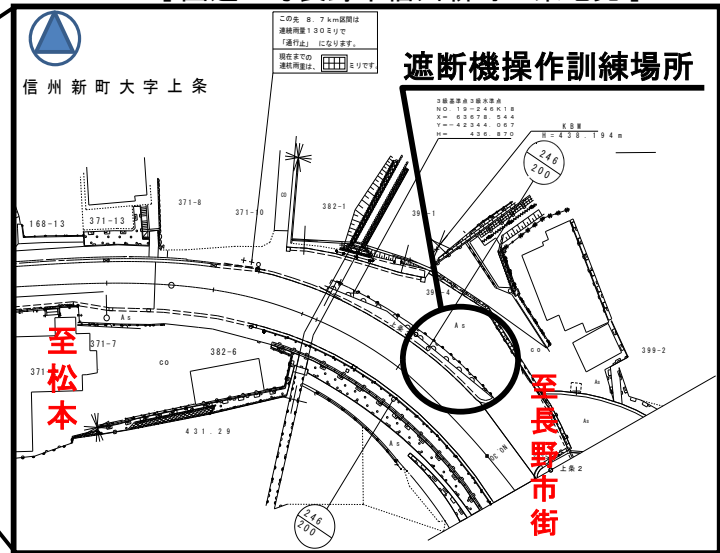 この先 8.7km区間は
連続雨量130ミリで
「通行止」 になります。
現在までの
連続雨量は、 ミリです。
信州新町大字上条
遮断機操作訓練場所
3級基準点3級水準点
NO. 19-246K18
X= 63678.544
Y=-42344.067
H= 436.870
KBM
H=438.194m
246
200
371-8
371-10
382-1
168-13
371-13
As
至松本
371-7
co
382-6
431.29
As
As
co
399-2
至長野市街
As
As
上条2
NO.30
246
200